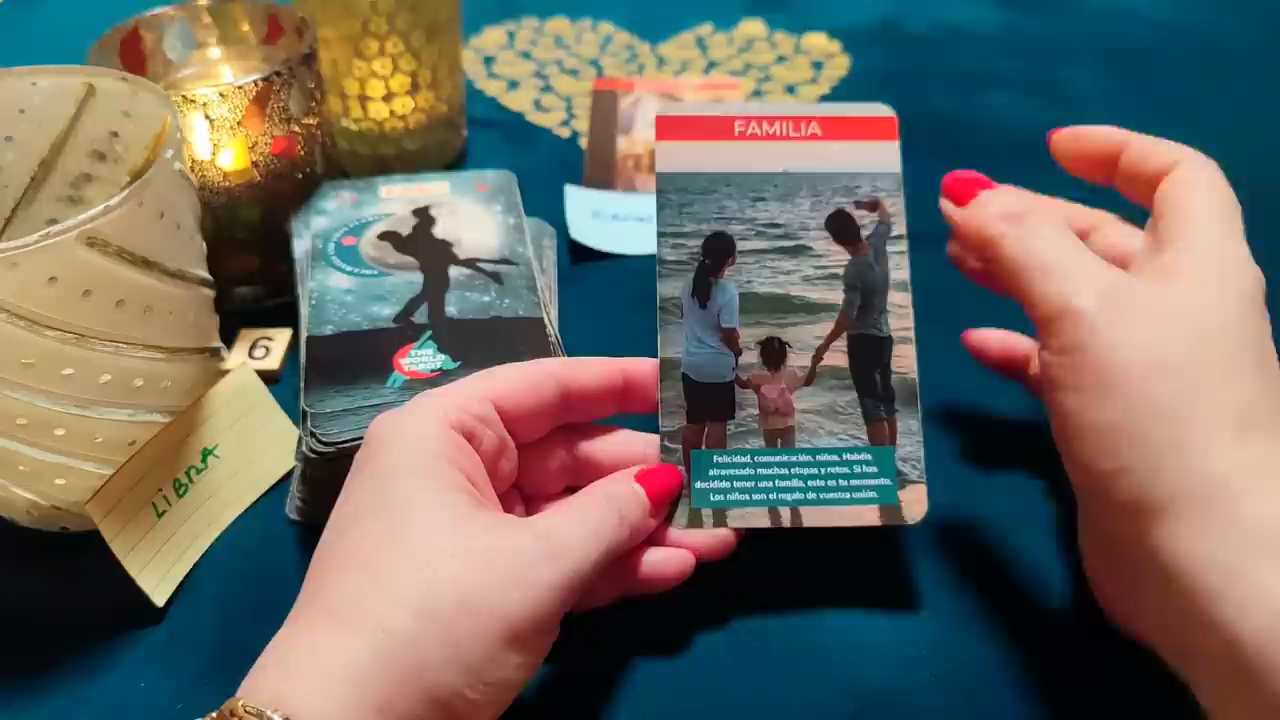 FAMILIA
Felicidad, comunicación, niños. Habéis
atravesado muchas etapas y retos. Si has
decidido tener una familia, este es tu momento.
Los niños son el regalo de vuestra unión.
THE
WORLD
TAROT
6
LIBRA